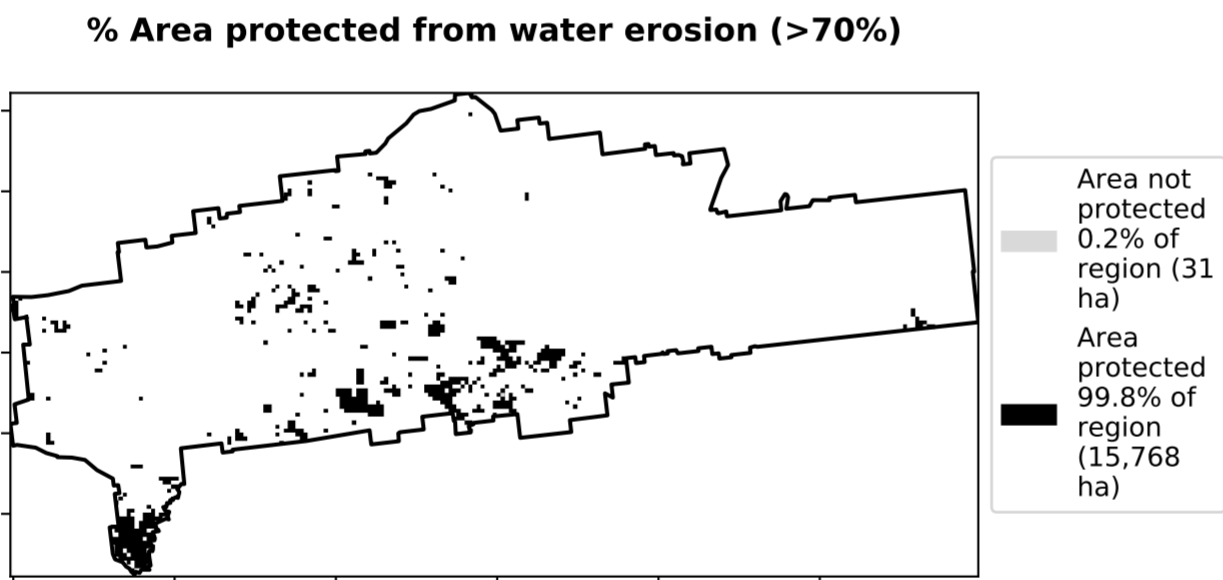 % Area protected from water erosion (>70%)
Area not
protected
0.2% of
region (31
ha)
Area
protected
99.8% of
region
(15,768
ha)